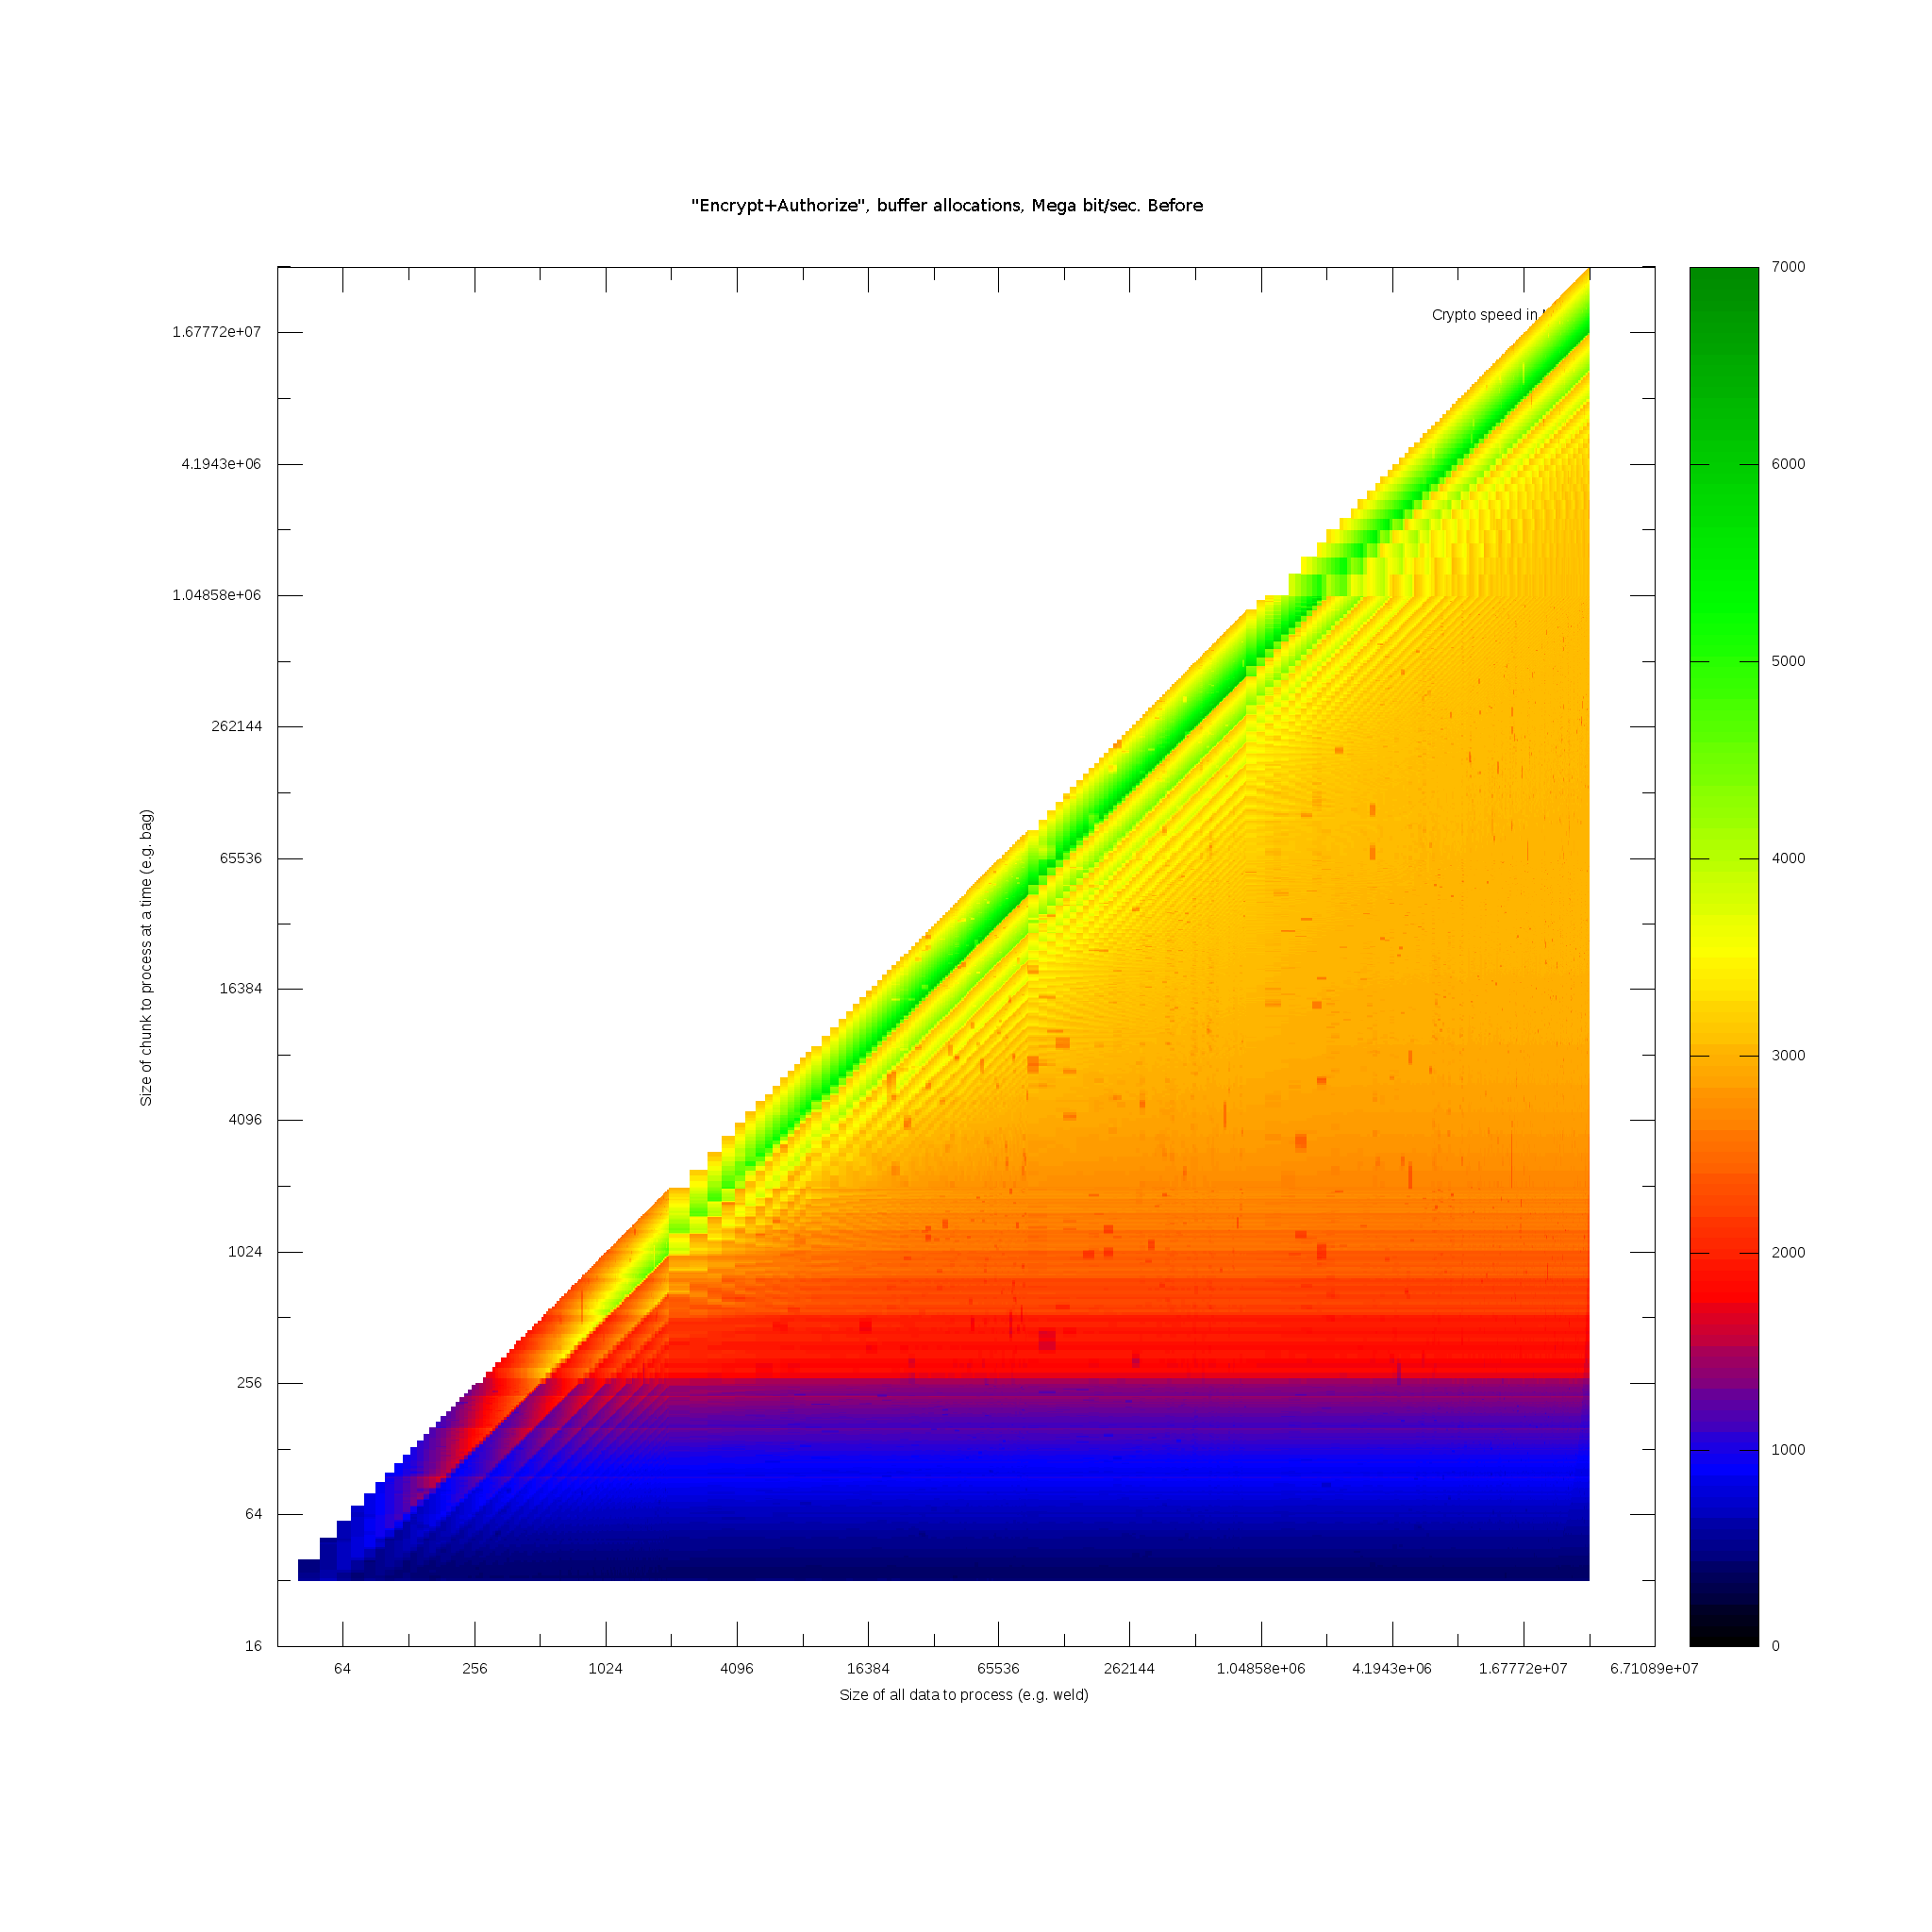 "Encrypt+Authorize", buffer allocations, Mega bit/sec. Before
Crypto speed in
1.67772e+07
4.1943e+06
1.04858e+06
262144
65536
16384
4096
1024
256
64
16
Size of chunk to process at a time (e.g. bag)
64 256 1024 4096 16384 65536 262144 1.04858e+06 4.1943e+06 1.67772e+07 6.71089e+07
Size of all data to process (e.g. weld)
7000
6000
5000
4000
3000
2000
1000
0